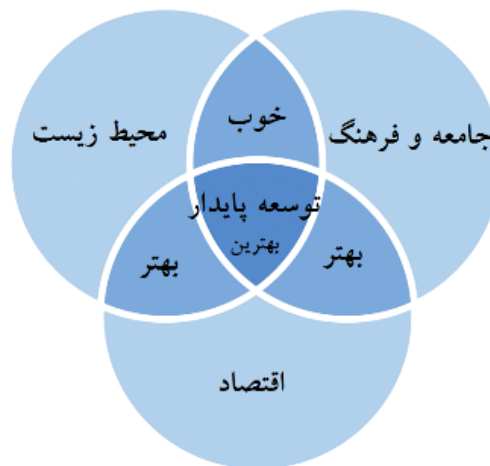 خوب
جامعه و فرهنگ
محیط زیست
توسعه پایدار
بهترین
بهتر
بهتر
اقتصاد